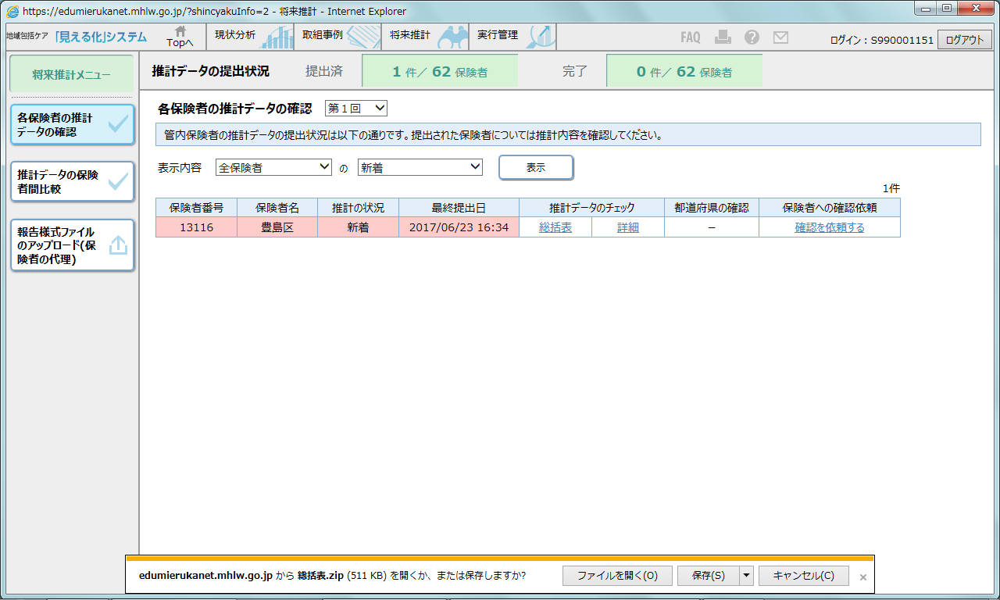 https://edumierukanet.mhlw.go.jp/?shincyakuInfo=2 - 将来推計 - Internet Explorer
地域包括ケア 「見える化」システム Topへ 現状分析 取組事例 将来推計 実行管理 FAQ ログイン：S990001151 ログアウト
将来推計メニュー
推計データの提出状況 提出済 1 件／ 62 保険者 完了 0 件／ 62 保険者
各保険者の推計
データの確認
推計データの保険
者間比較
報告様式ファイル
のアップロード(保
険者の代理)
各保険者の推計データの確認 第１回
管内保険者の推計データの提出状況は以下の通りです。提出された保険者については推計内容を確認してください。
表示内容 全保険者 の 新着 表示
1件
保険者番号 保険者名 推計の状況 最終提出日 推計データのチェック 都道府県の確認 保険者への確認依頼
13116 豊島区 新着 2017/06/23 16:34 総括表 詳細 － 確認を依頼する
edumierukanet.mhlw.go.jp から 総括表.zip (511 KB) を開くか、または保存しますか?
ファイルを開く(O) 保存(S) キャンセル(C) ×